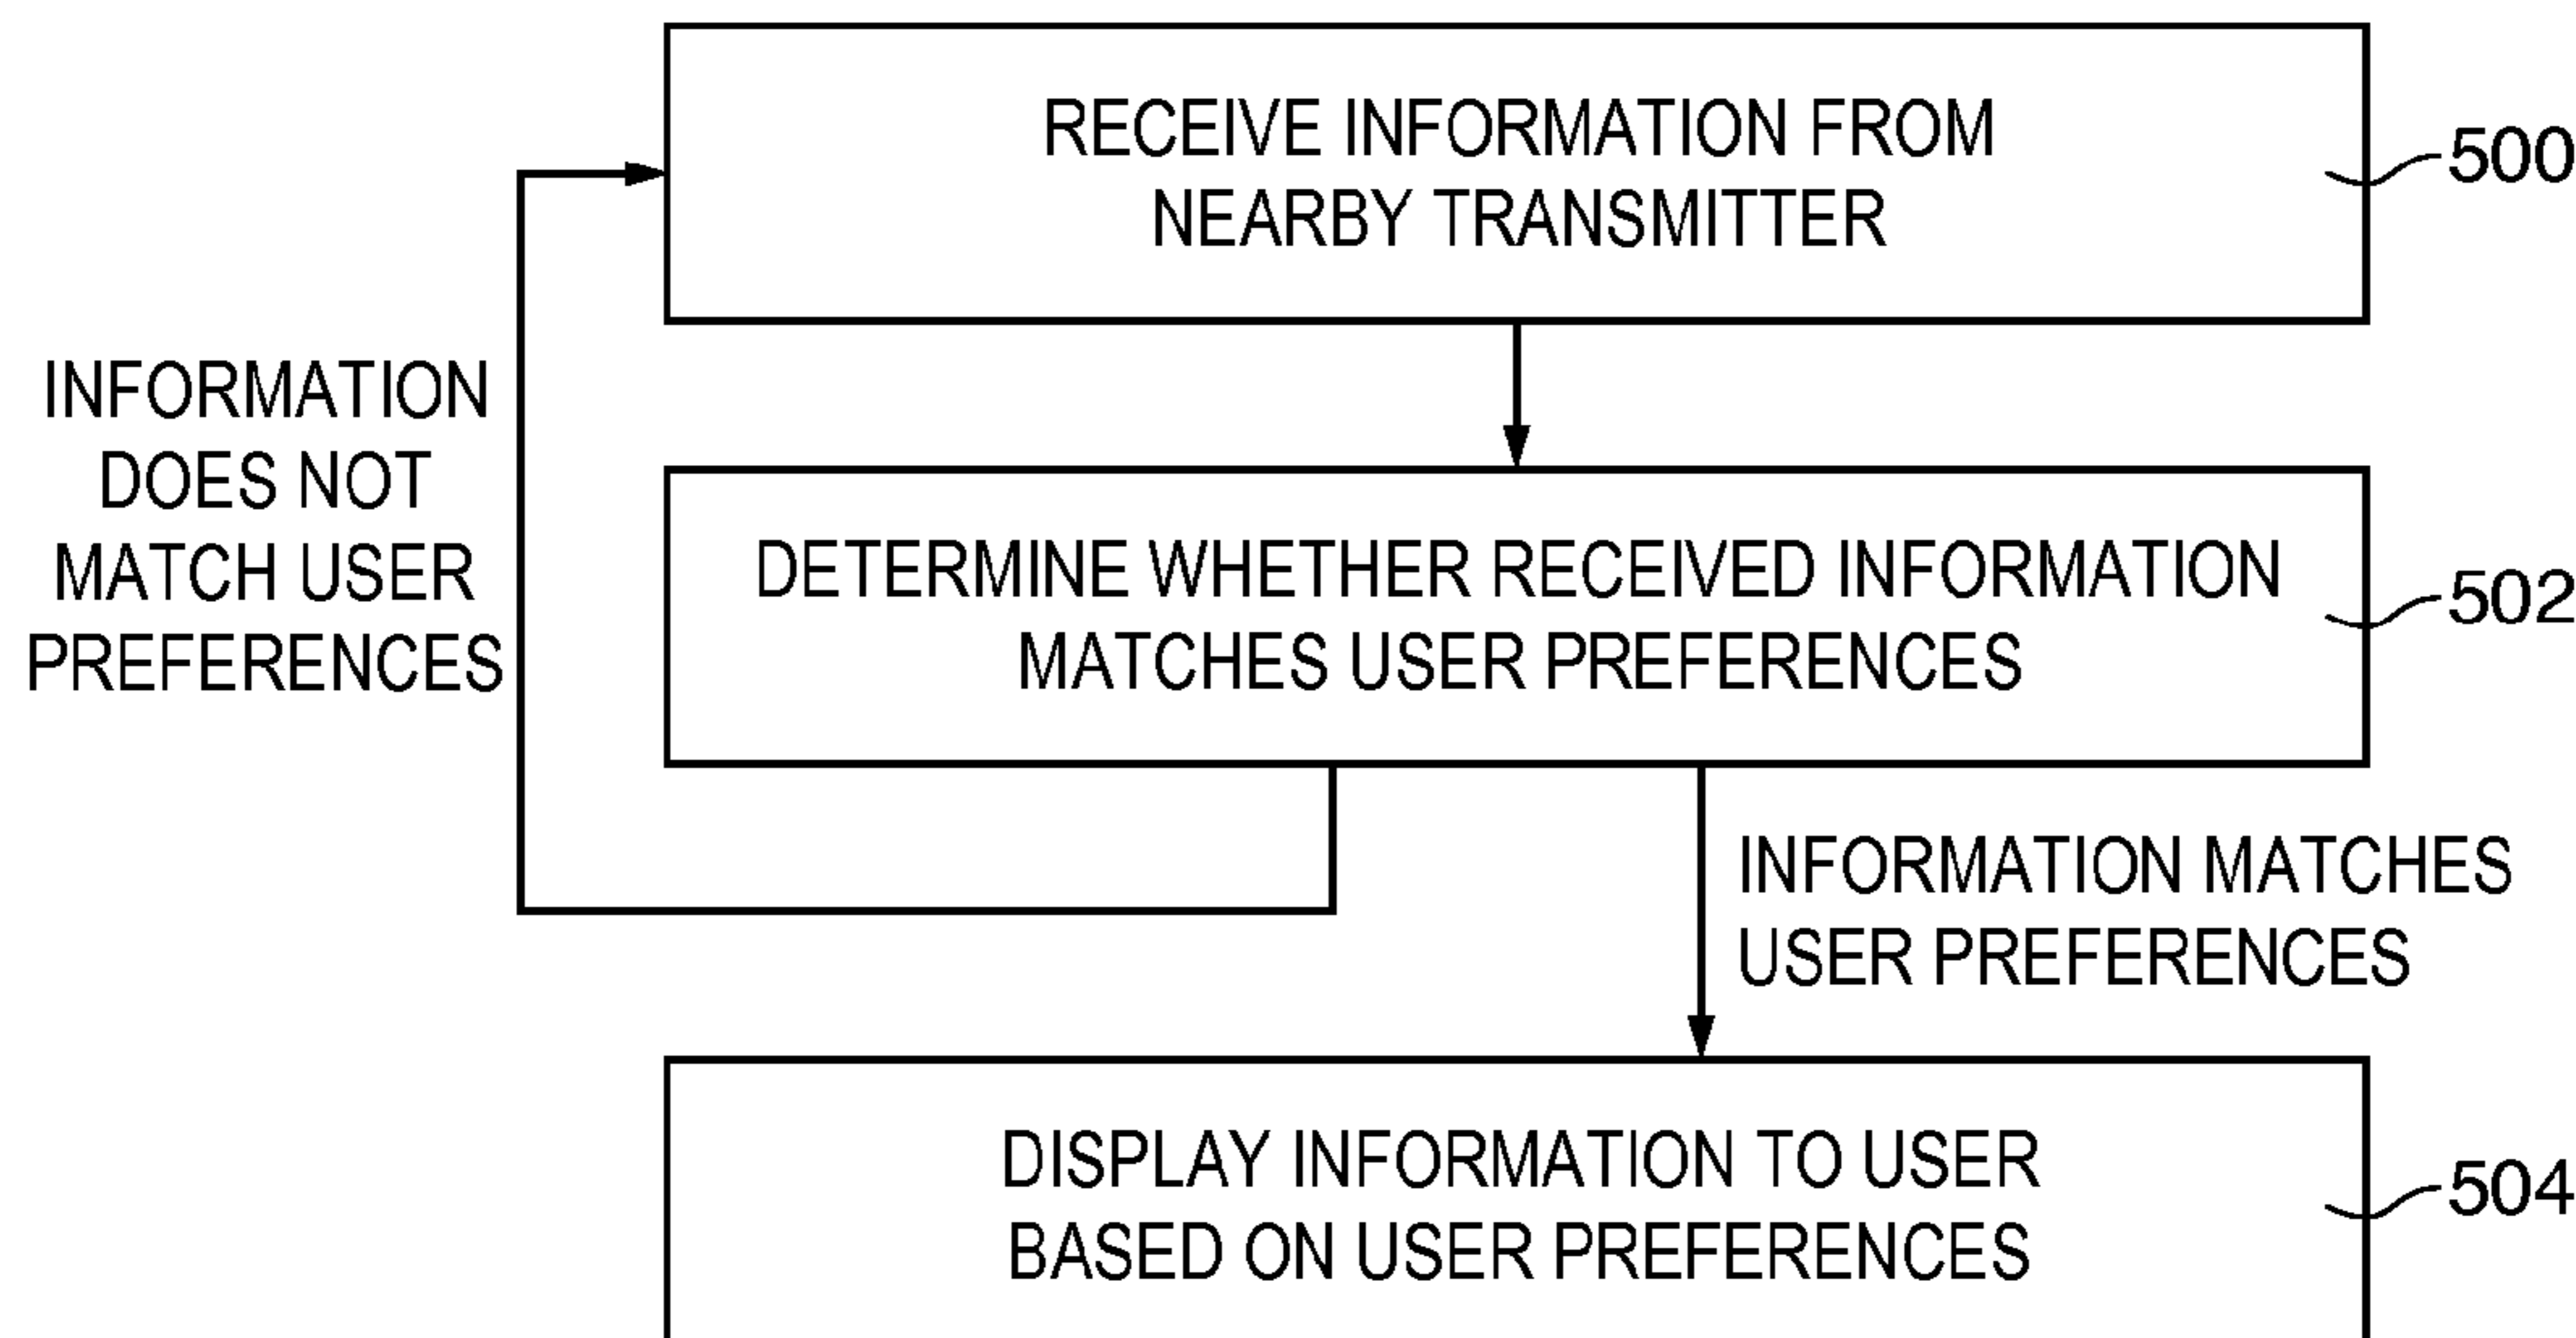 RECEIVE INFORMATION FROM
NEARBY TRANSMITTER
500
INFORMATION
DOES NOT
MATCH USER
PREFERENCES
DETERMINE WHETHER RECEIVED INFORMATION
MATCHES USER PREFERENCES
502
INFORMATION MATCHES
USER PREFERENCES
DISPLAY INFORMATION TO USER
BASED ON USER PREFERENCES
504